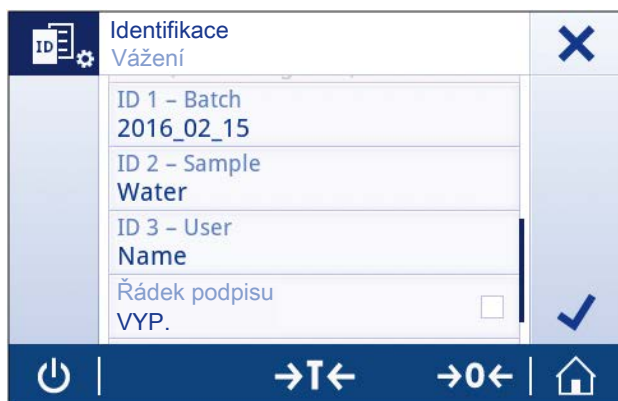 ID
Identifikace
Vážení
ID 1 – Batch
2016_02_15
ID 2 – Sample
Water
ID 3 – User
Name
Řádek podpisu
VYP.
→T← →0←